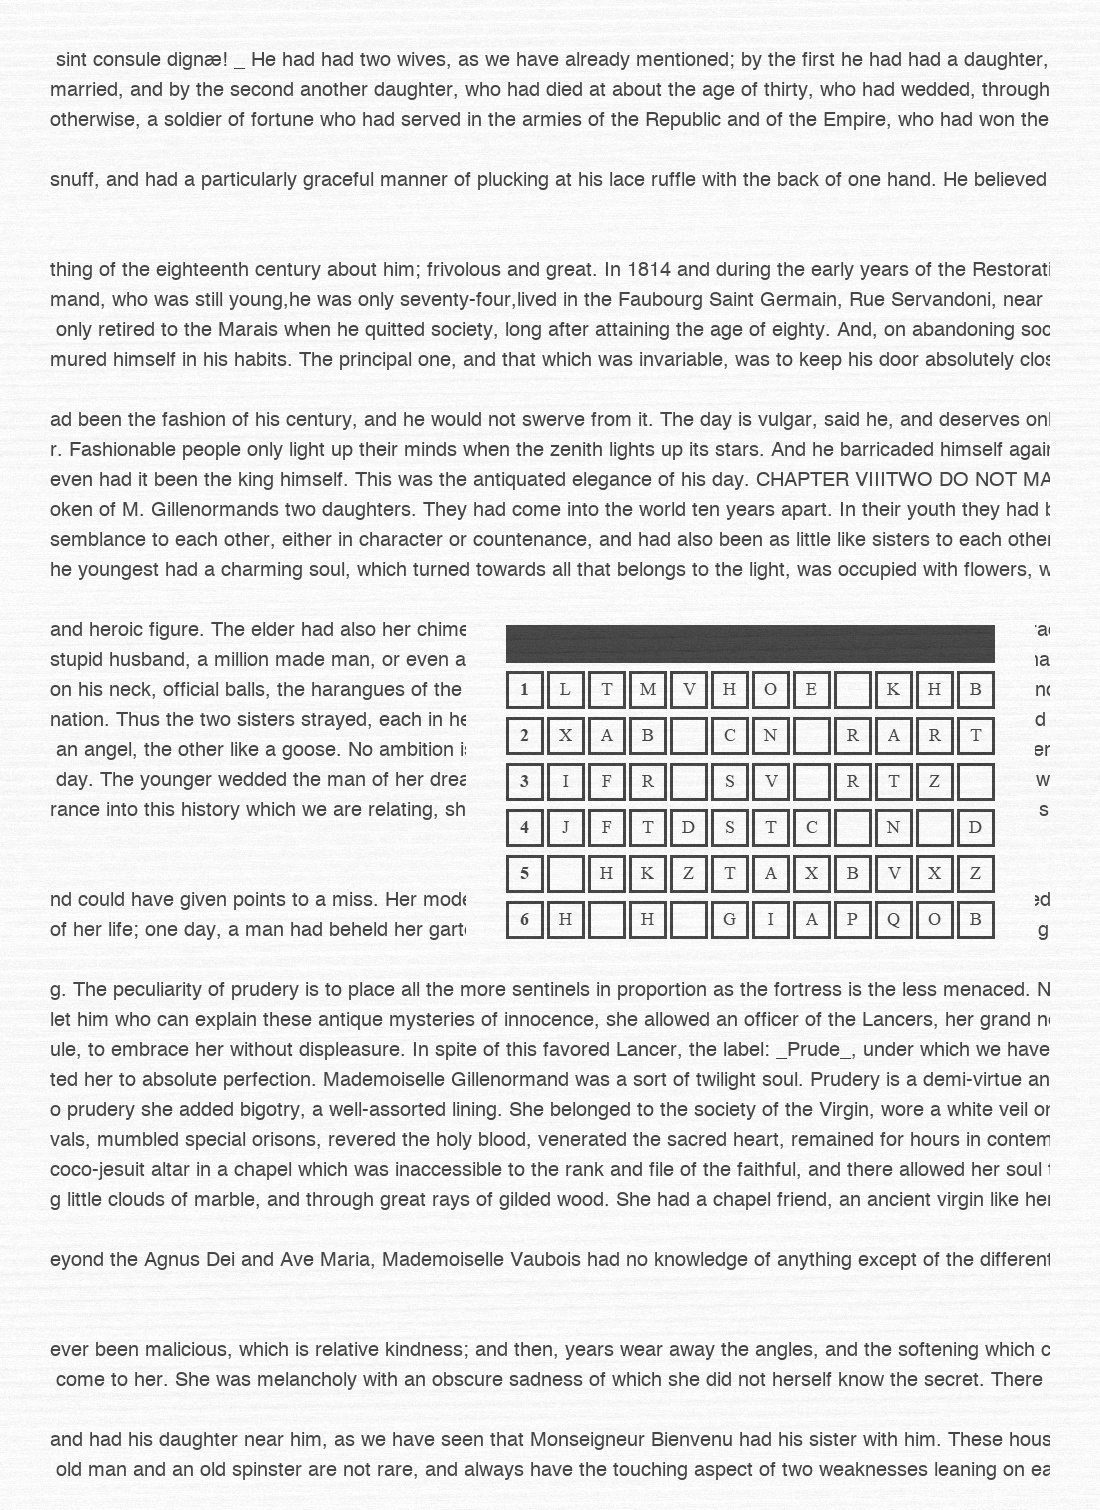 sint consule dignæ! _ He had had two wives, as we have already mentioned; by the first he had had a daughter,
married, and by the second another daughter, who had died at about the age of thirty, who had wedded, through
otherwise, a soldier of fortune who had served in the armies of the Republic and of the Empire, who had won the
snuff, and had a particularly graceful manner of plucking at his lace ruffle with the back of one hand. He believed
thing of the eighteenth century about him; frivolous and great. In 1814 and during the early years of the Restorati
mand, who was still young,he was only seventy-four,lived in the Faubourg Saint Germain, Rue Servandoni, near
only retired to the Marais when he quitted society, long after attaining the age of eighty. And, on abandoning soc
mured himself in his habits. The principal one, and that which was invariable, was to keep his door absolutely clos
ad been the fashion of his century, and he would not swerve from it. The day is vulgar, said he, and deserves onl
r. Fashionable people only light up their minds when the zenith lights up its stars. And he barricaded himself again
even had it been the king himself. This was the antiquated elegance of his day. CHAPTER VIIITWO DO NOT MA
oken of M. Gillenormands two daughters. They had come into the world ten years apart. In their youth they had b
semblance to each other, either in character or countenance, and had also been as little like sisters to each other
he youngest had a charming soul, which turned towards all that belongs to the light, was occupied with flowers, w
and heroic figure. The elder had also her chime
stupid husband, a million made man, or even a
on his neck, official balls, the harangues of the
nation. Thus the two sisters strayed, each in he
an angel, the other like a goose. No ambition is
day. The younger wedded the man of her drea
rance into this history which we are relating, sh
nd could have given points to a miss. Her mode
of her life; one day, a man had beheld her garte
1 L T M V H O E K H B
2 X A B C N R A R T
3 I F R S V R T Z
4 J F T D S T C N D
5 H K Z T A X B V X Z
6 H H G I A P Q O B
g. The peculiarity of prudery is to place all the more sentinels in proportion as the fortress is the less menaced. N
let him who can explain these antique mysteries of innocence, she allowed an officer of the Lancers, her grand ne
ule, to embrace her without displeasure. In spite of this favored Lancer, the label: _Prude_, under which we have
ted her to absolute perfection. Mademoiselle Gillenormand was a sort of twilight soul. Prudery is a demi-virtue an
o prudery she added bigotry, a well-assorted lining. She belonged to the society of the Virgin, wore a white veil on
vals, mumbled special orisons, revered the holy blood, venerated the sacred heart, remained for hours in contem
coco-jesuit altar in a chapel which was inaccessible to the rank and file of the faithful, and there allowed her soul t
g little clouds of marble, and through great rays of gilded wood. She had a chapel friend, an ancient virgin like her
eyond the Agnus Dei and Ave Maria, Mademoiselle Vaubois had no knowledge of anything except of the different
ever been malicious, which is relative kindness; and then, years wear away the angles, and the softening which c
come to her. She was melancholy with an obscure sadness of which she did not herself know the secret. There
and had his daughter near him, as we have seen that Monseigneur Bienvenu had his sister with him. These hous
old man and an old spinster are not rare, and always have the touching aspect of two weaknesses leaning on ea